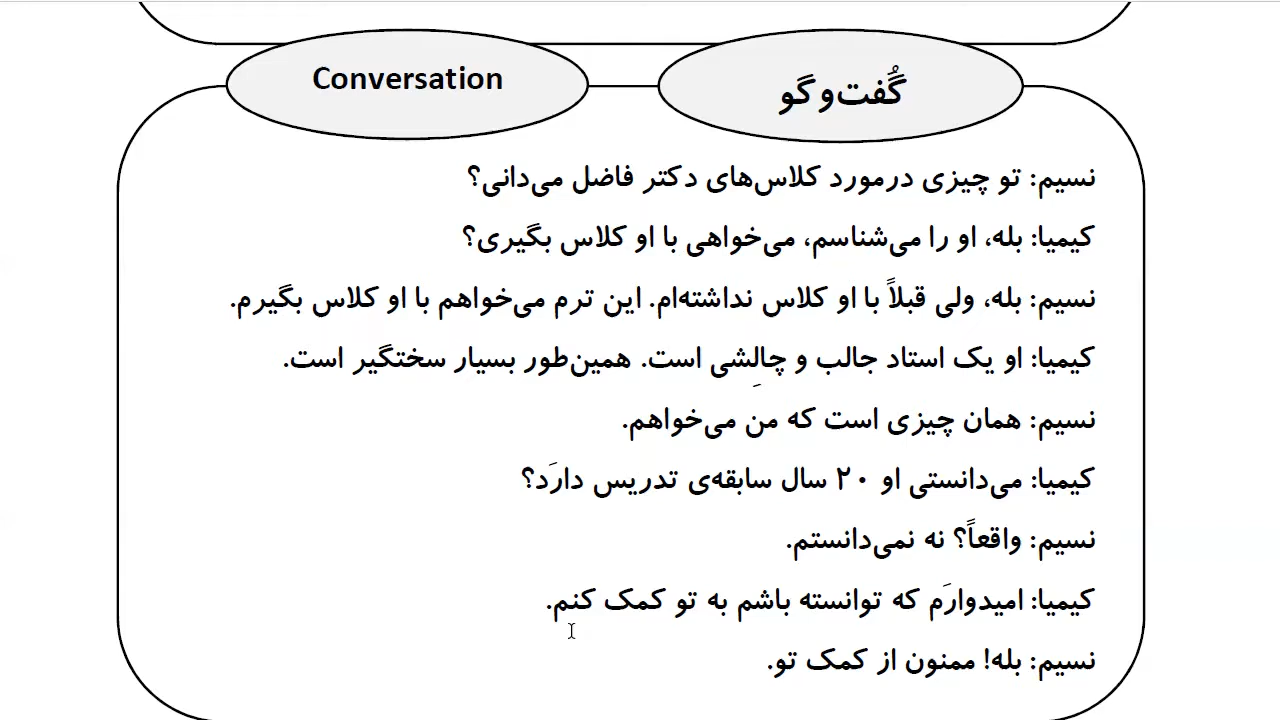 Conversation
گُفت‌و‌گو
نسیم: تو چیزی درمورد کلاس‌های دکتر فاضل می‌دانی؟
کیمیا: بله، او را می‌شناسم، می‌خواهی با او کلاس بگیری؟
نسیم: بله، ولی قبلاً با او کلاس نداشته‌ام. این ترم می‌خواهم با او کلاس بگیرم.
کیمیا: او یک استاد جالب و چالِشی است. همین‌طور بسیار سختگیر است.
نسیم: همان چیزی است که من می‌خواهم.
کیمیا: می‌دانستی او ۲۰ سال سابقه‌ی تدریس دارَد؟
نسیم: واقعاً؟ نه نمی‌دانستم.
کیمیا: امیدوارَم که توانسته باشم به تو کمک کنم.
نسیم: بله! ممنون از کمک تو.